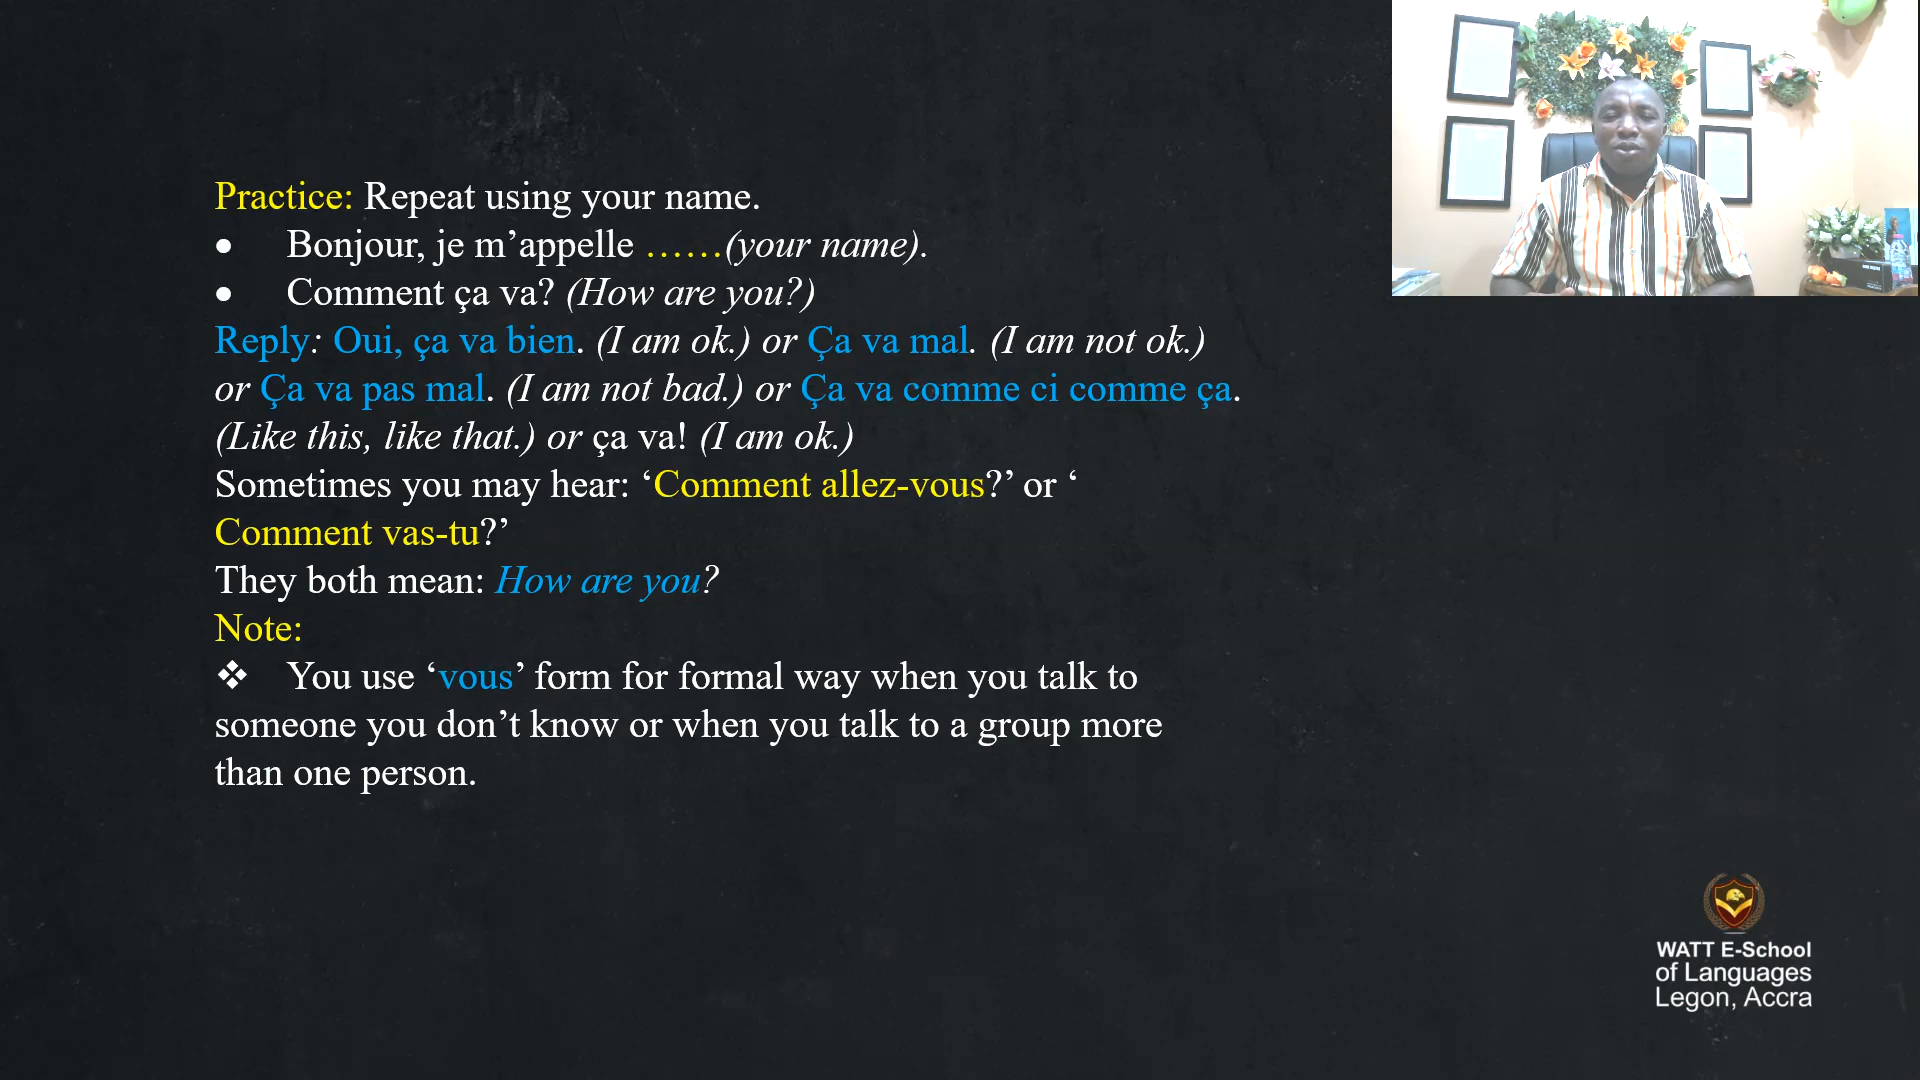 Practice: Repeat using your name.
• Bonjour, je m’appelle ……(your name).
• Comment ça va? (How are you?)
Reply: Oui, ça va bien. (I am ok.) or Ça va mal. (I am not ok.)
or Ça va pas mal. (I am not bad.) or Ça va comme ci comme ça.
(Like this, like that.) or ça va! (I am ok.)
Sometimes you may hear: ‘Comment allez-vous?’ or ‘
Comment vas-tu?’
They both mean: How are you?
Note:
❖ You use ‘vous’ form for formal way when you talk to
someone you don’t know or when you talk to a group more
than one person.
WATT E-School
of Languages
Legon, Accra